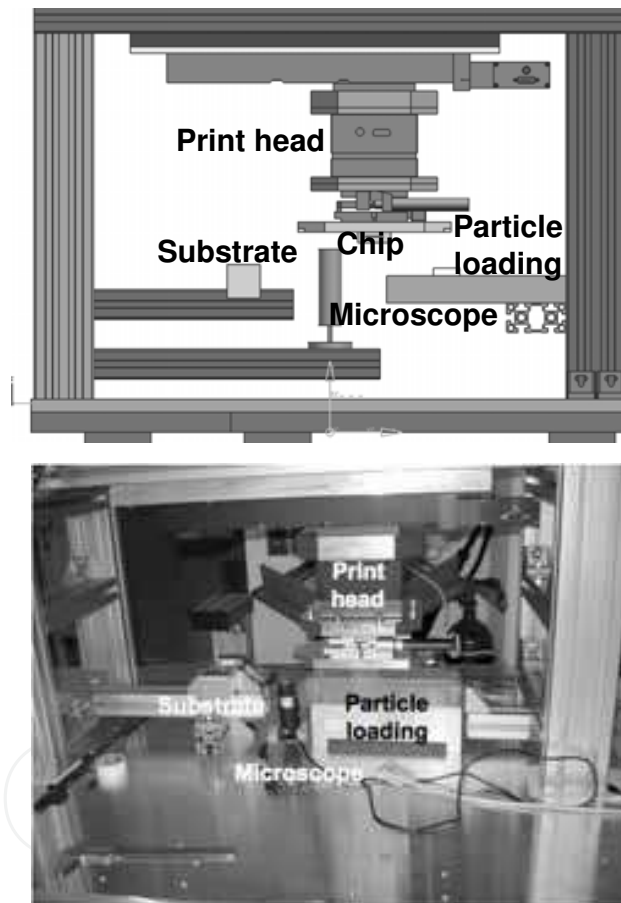 Print head
Substrate
Chip
Particle
loading
Microscope
Print
head
Substrate
Particle
loading
Microscope